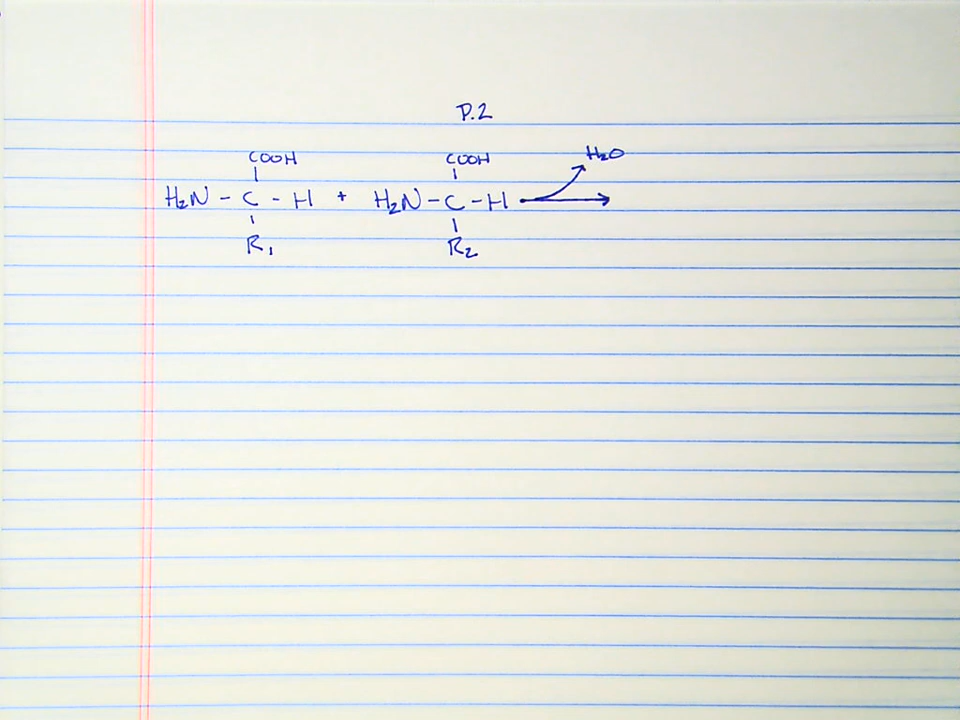 P.2
COOH COOH H₂O
H₂N - C - H + H₂N - C - H →
R₁ R₂